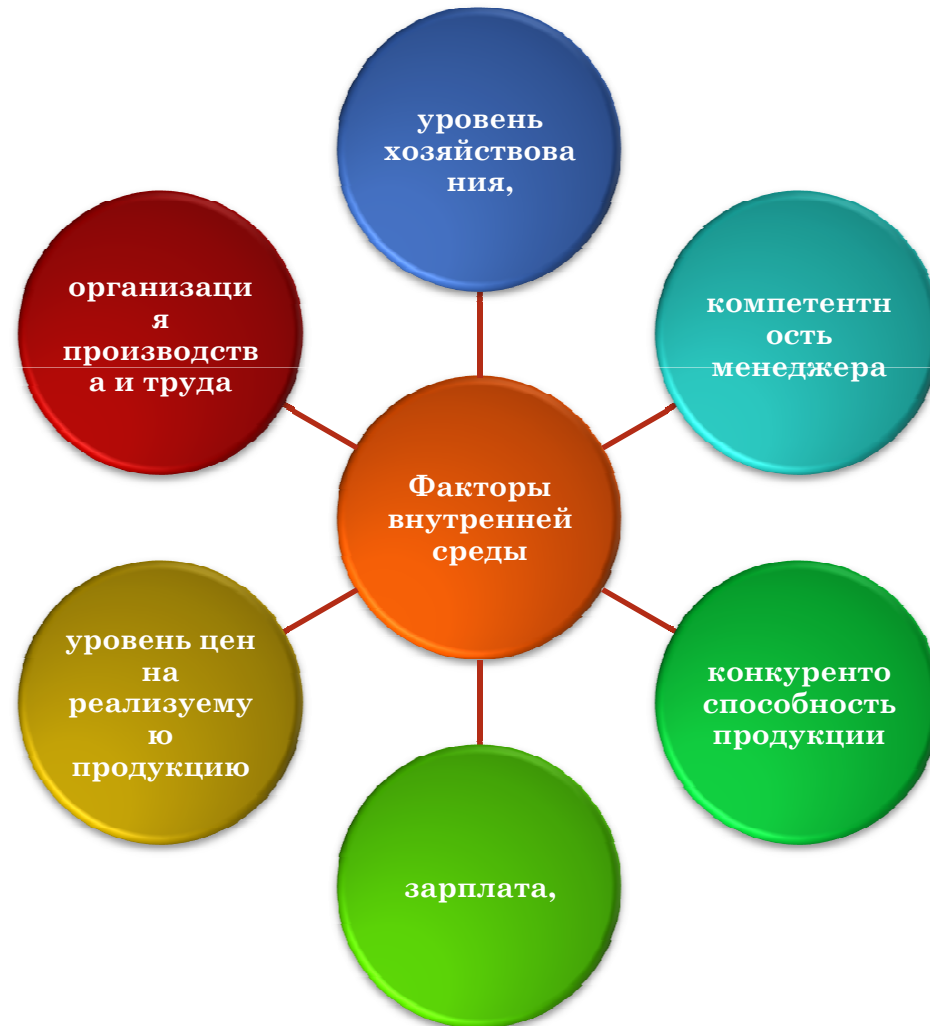 уровень
хозяйствова
ния,
организаци
я
производств
а и труда
компетентн
ость
менеджера
Факторы
внутренней
среды
уровень цен
на
реализуему
ю
продукцию
конкуренто
способность
продукции
зарплата,